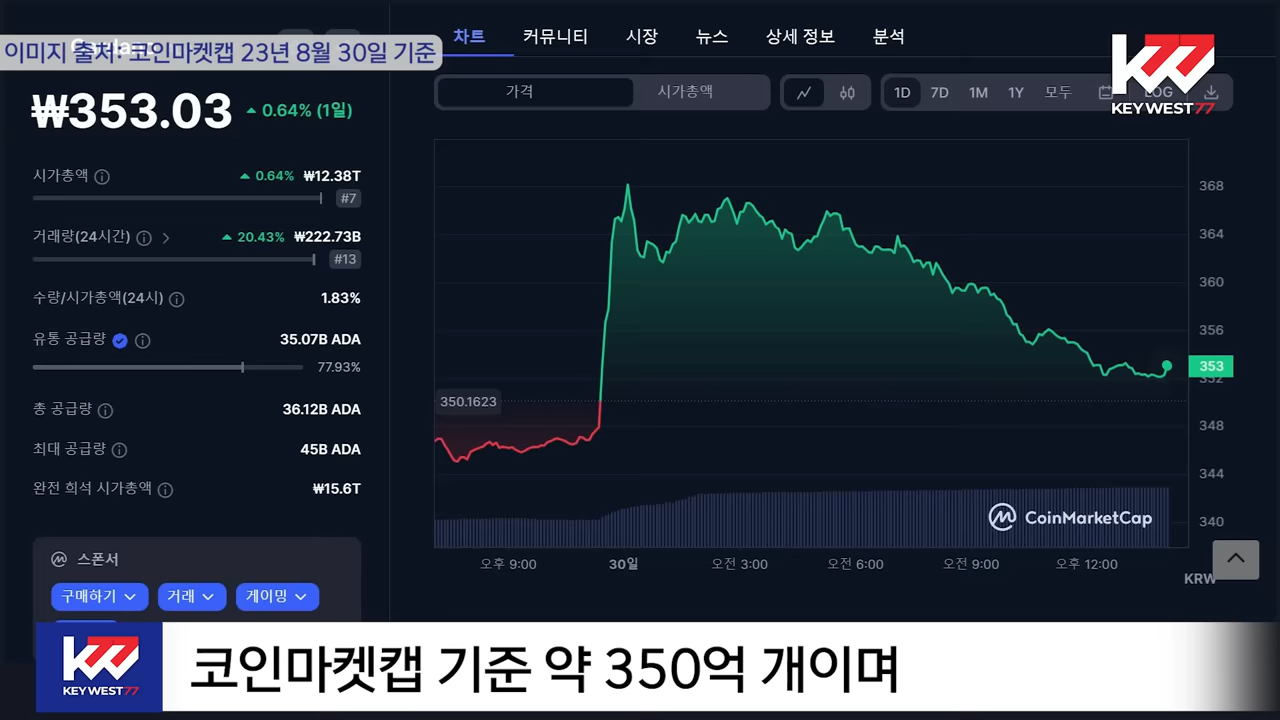 이미지 출처: 코인마켓캡 23년 8월 30일 기준
₩353.03
0.64% (1일)
시가총액
0.64% ₩12.38T
#7
거래량(24시간)
20.43% ₩222.73B
#13
수량/시가총액(24시)
1.83%
유통 공급량
35.07B ADA
77.93%
총 공급량
36.12B ADA
최대 공급량
45B ADA
완전 희석 시가총액
₩15.6T
스폰서
구매하기
거래
게이밍
차트 커뮤니티 시장 뉴스 상세 정보 분석
가격 시가총액
1D 7D 1M 1Y 모두 LOG
K77
KEY WEST 77
368
364
360
356
353
352
348
344
340
350.1623
CoinMarketCap
오후 9:00 30일 오전 3:00 오전 6:00 오전 9:00 오후 12:00
KRW
K77
KEY WEST 77
코인마켓캡 기준 약 350억 개이며